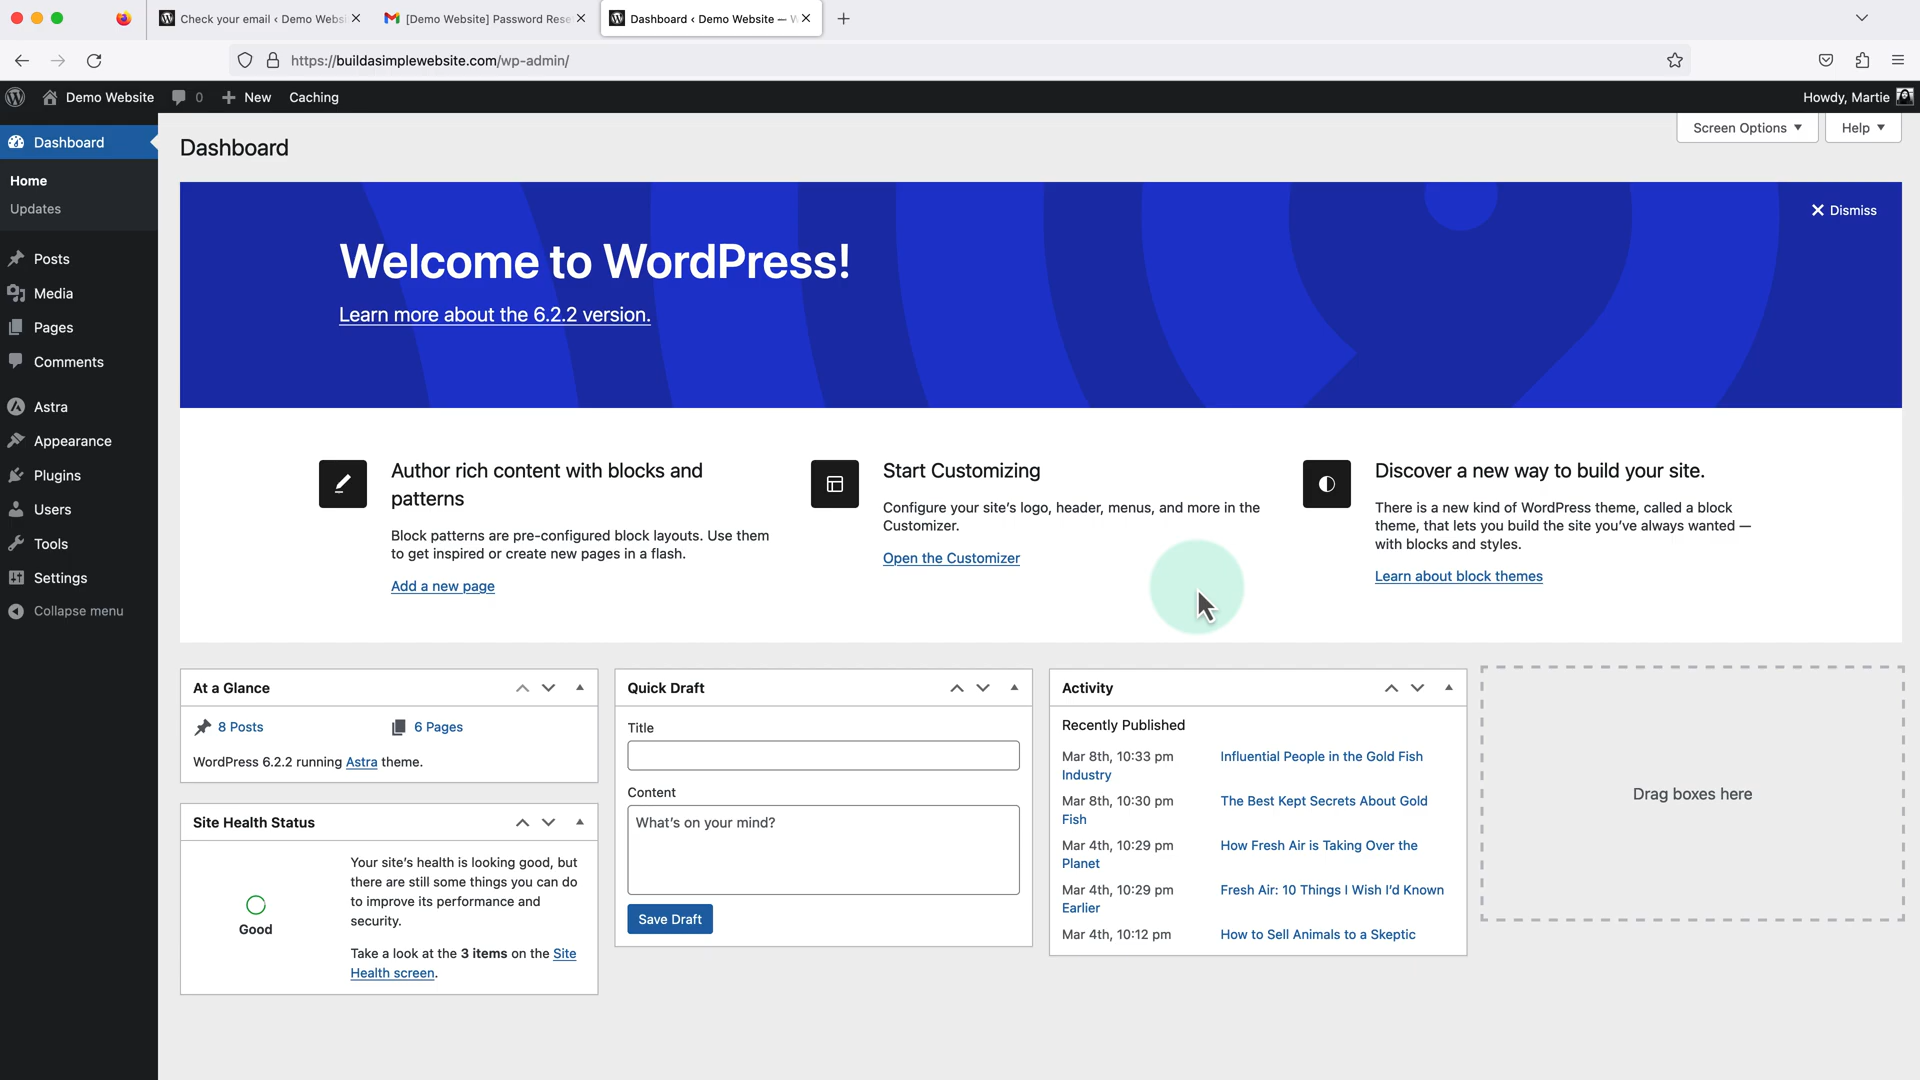 Check your email ‹ Demo Websi
[Demo Website] Password Rese
Dashboard ‹ Demo Website — W
https://buildasimplewebsite.com/wp-admin/
Demo Website
0
New
Caching
Howdy, Martie
Dashboard
Home
Updates
Posts
Media
Pages
Comments
Astra
Appearance
Plugins
Users
Tools
Settings
Collapse menu
Dashboard
Screen Options
Help
Dismiss
Welcome to WordPress!
Learn more about the 6.2.2 version.
Author rich content with blocks and
patterns
Block patterns are pre-configured block layouts. Use them
to get inspired or create new pages in a flash.
Add a new page
Start Customizing
Configure your site's logo, header, menus, and more in the
Customizer.
Open the Customizer
Discover a new way to build your site.
There is a new kind of WordPress theme, called a block
theme, that lets you build the site you've always wanted —
with blocks and styles.
Learn about block themes
At a Glance
8 Posts
6 Pages
WordPress 6.2.2 running Astra theme.
Site Health Status
Good
Your site's health is looking good, but
there are still some things you can do
to improve its performance and
security.
Take a look at the 3 items on the Site
Health screen.
Quick Draft
Title
Content
What's on your mind?
Save Draft
Activity
Recently Published
Mar 8th, 10:33 pm Influential People in the Gold Fish
Industry
Mar 8th, 10:30 pm The Best Kept Secrets About Gold
Fish
Mar 4th, 10:29 pm How Fresh Air is Taking Over the
Planet
Mar 4th, 10:29 pm Fresh Air: 10 Things I Wish I'd Known
Earlier
Mar 4th, 10:12 pm How to Sell Animals to a Skeptic
Drag boxes here